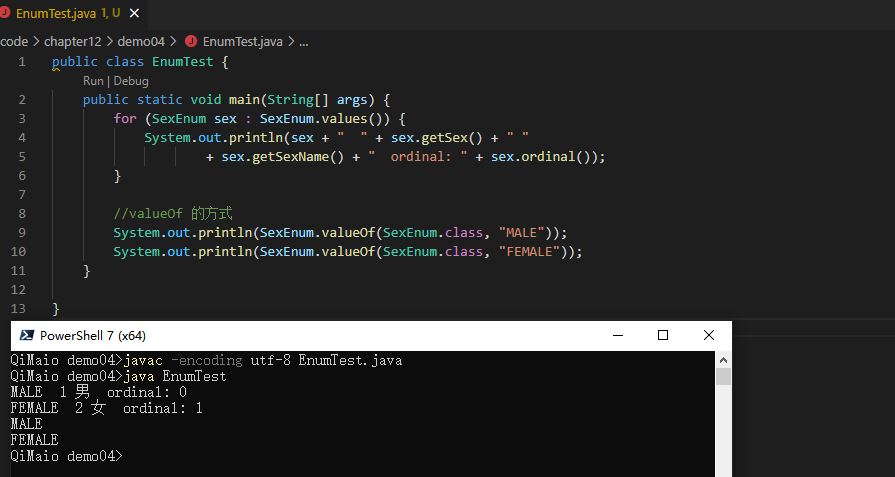 EnumTest.java 1, U
code > chapter12 > demo04 > EnumTest.java > ...
1 public class EnumTest {
Run | Debug
2     public static void main(String[] args) {
3         for (SexEnum sex : SexEnum.values()) {
4             System.out.println(sex + "  " + sex.getSex() + " "
5                     + sex.getSexName() + "  ordinal: " + sex.ordinal());
6         }
7
8         //valueOf 的方式
9         System.out.println(SexEnum.valueOf(SexEnum.class, "MALE"));
10         System.out.println(SexEnum.valueOf(SexEnum.class, "FEMALE"));
11     }
12
13 }
PowerShell 7 (x64)
QiMaio demo04>javac -encoding utf-8 EnumTest.java
QiMaio demo04>java EnumTest
MALE  1 男  ordinal: 0
FEMALE  2 女  ordinal: 1
MALE
FEMALE
QiMaio demo04>